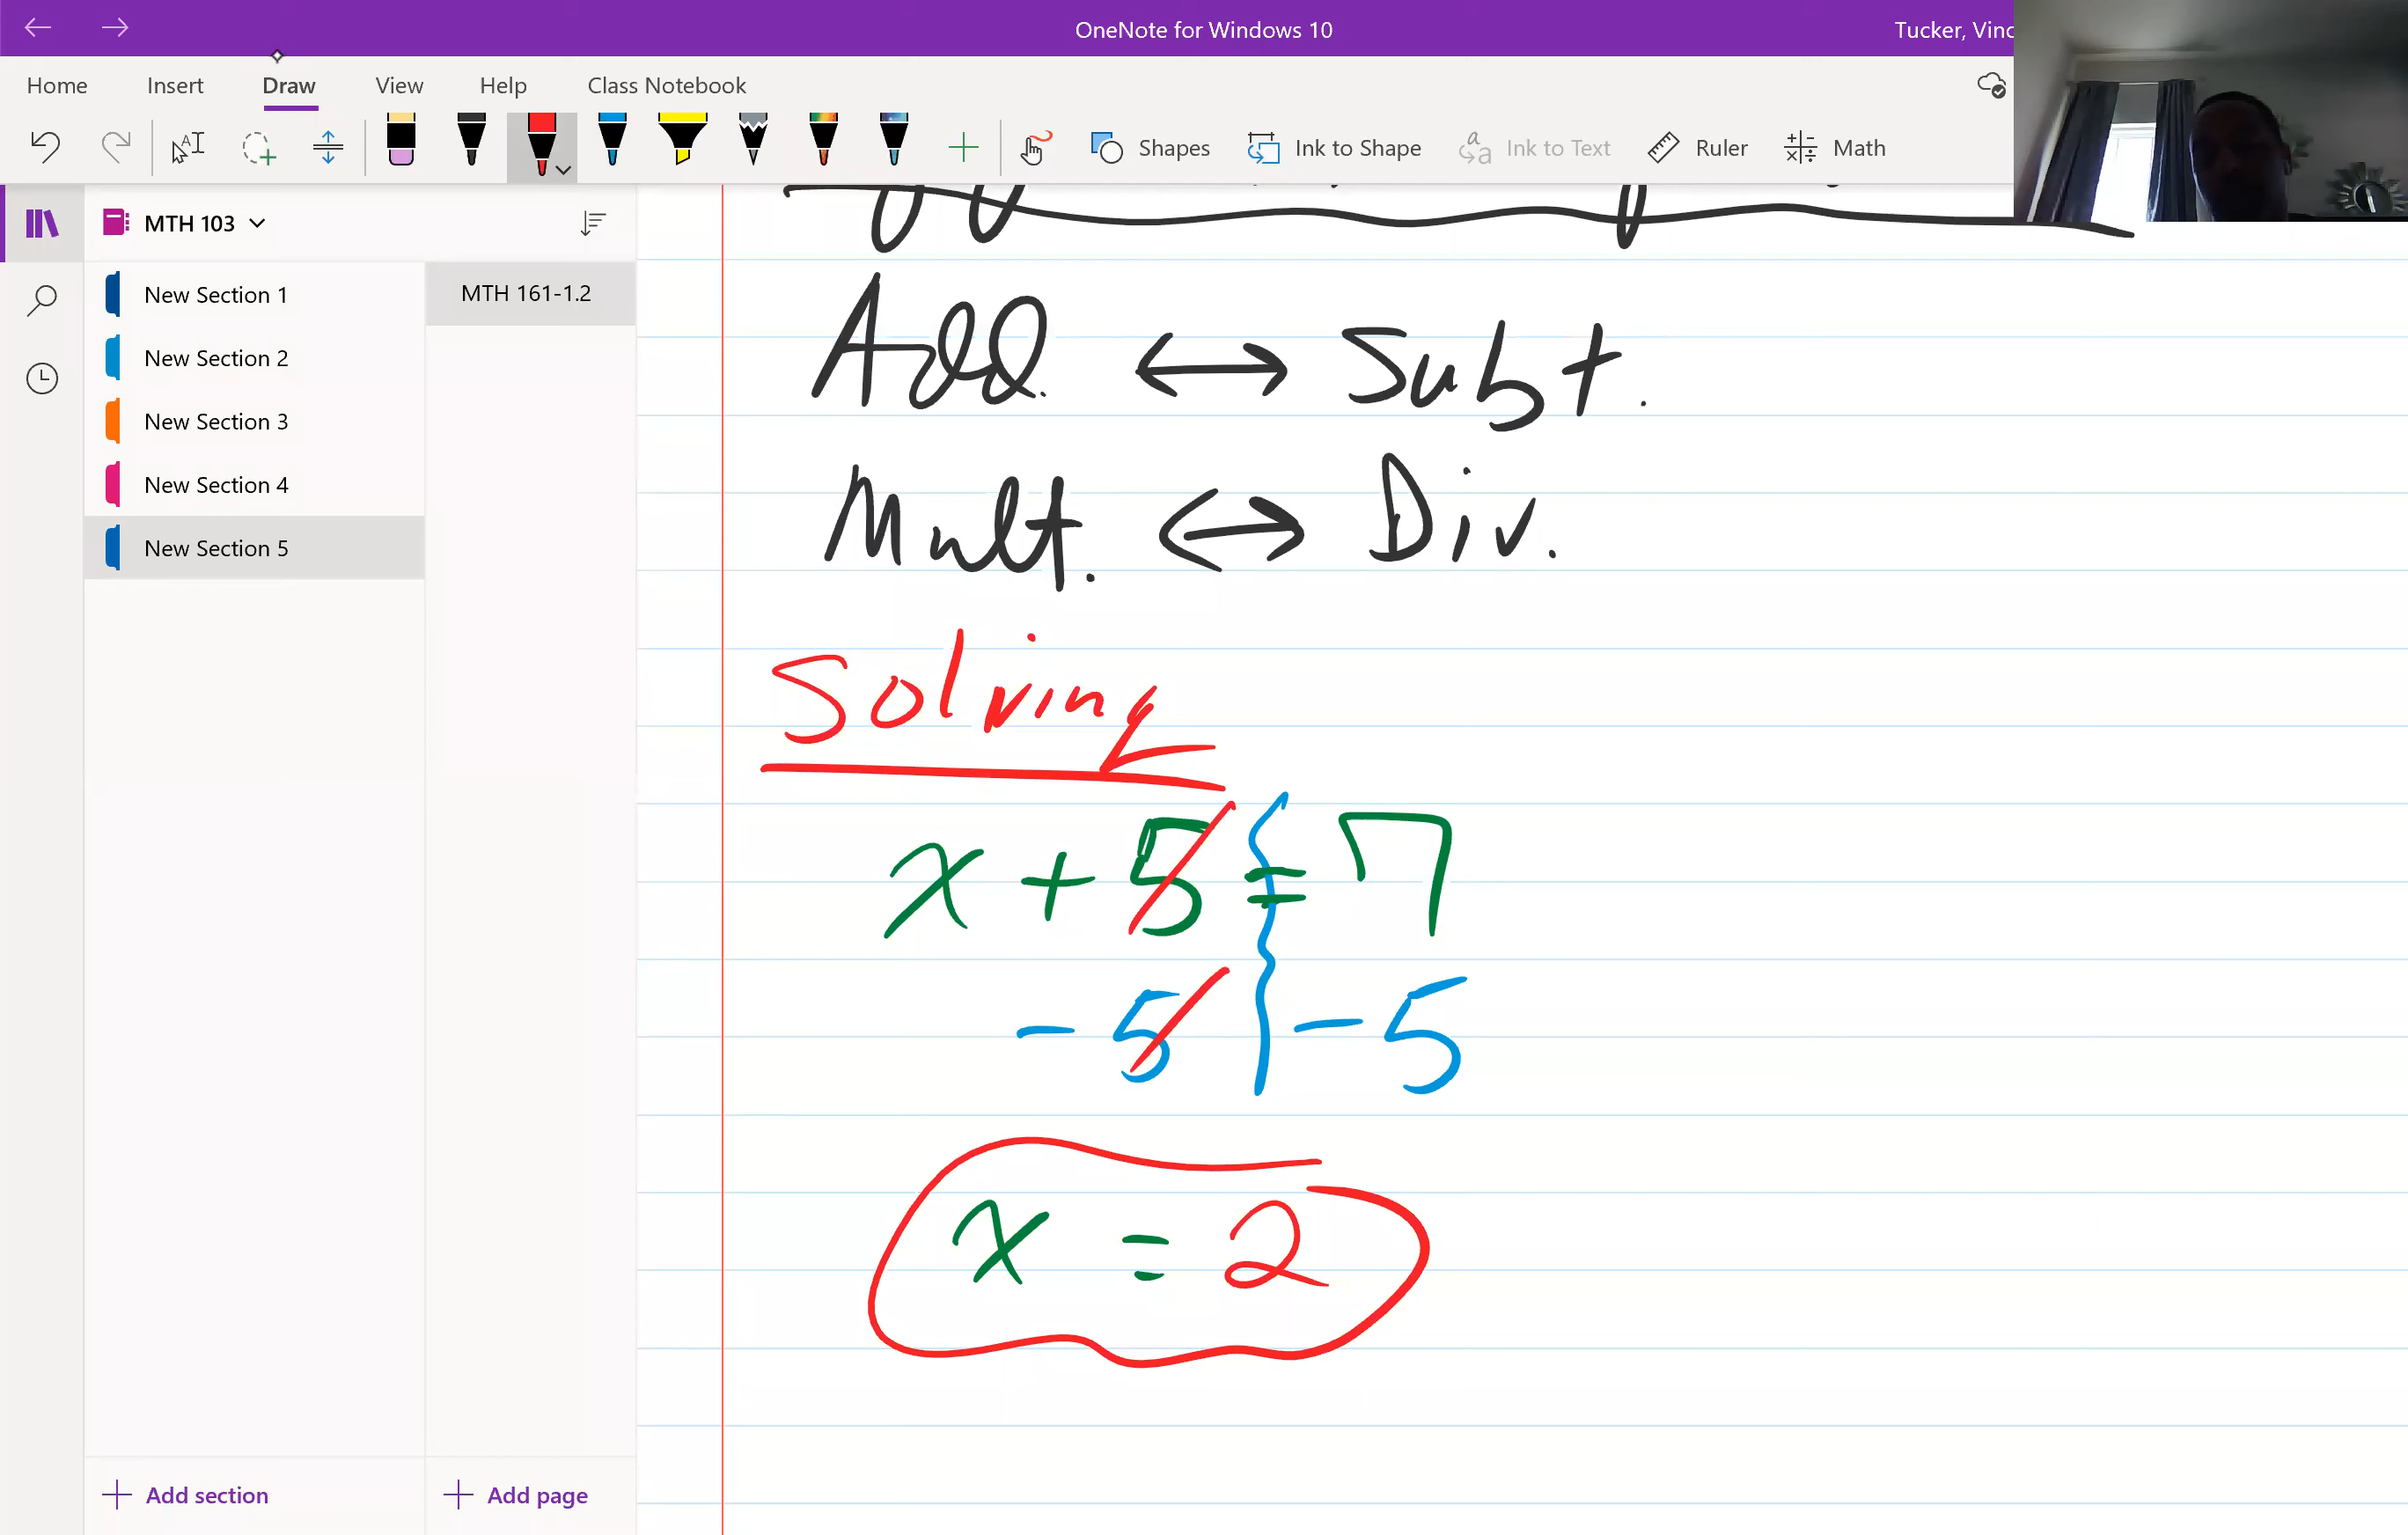 OneNote for Windows 10
Tucker, Vinc
Home Insert Draw View Help Class Notebook
Shapes Ink to Shape Ink to Text Ruler Math
MTH 103
New Section 1
New Section 2
New Section 3
New Section 4
New Section 5
MTH 161-1.2
Add. ↔ Subt.
Mult. ↔ Div.
Solving
x + 5 = 7
- 5 - 5
x = 2
Add section
Add page